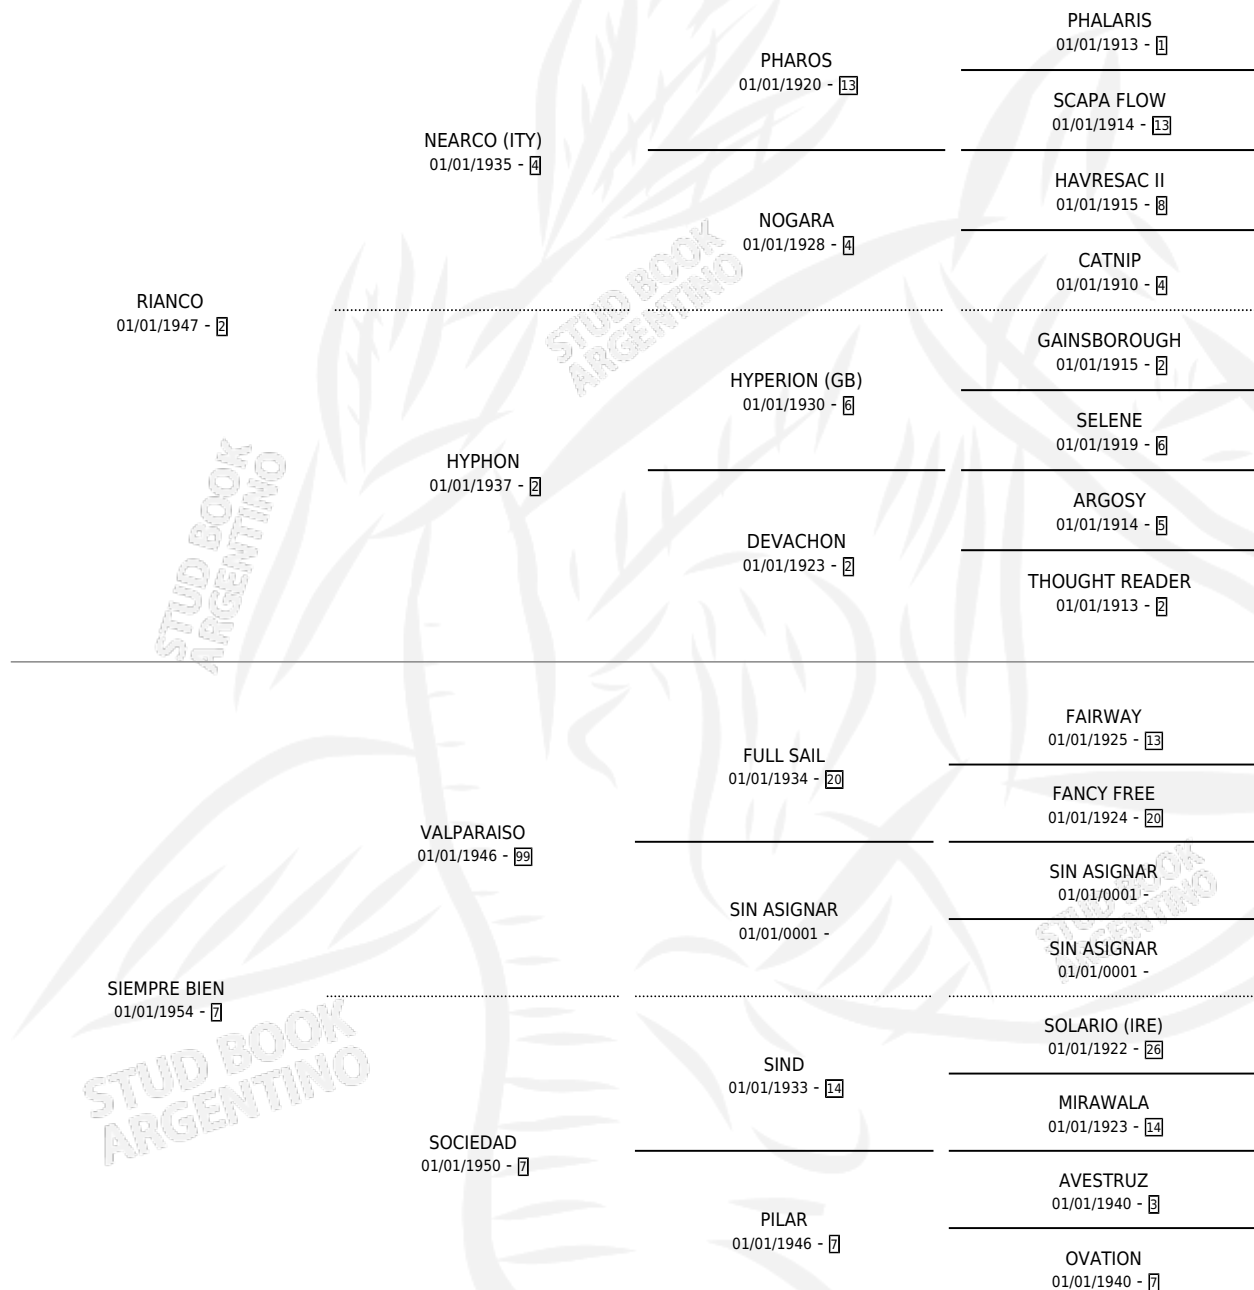 PHALARIS
01/01/1913 - 1
PHAROS
01/01/1920 - 13
SCAPA FLOW
01/01/1914 - 13
NEARCO (ITY)
01/01/1935 - 4
HAVRESAC II
01/01/1915 - 8
NOGARA
01/01/1928 - 4
CATNIP
01/01/1910 - 4
RIANCO
01/01/1947 - 2
GAINSBOROUGH
01/01/1915 - 2
HYPERION (GB)
01/01/1930 - 6
SELENE
01/01/1919 - 6
HYPHON
01/01/1937 - 2
ARGOSY
01/01/1914 - 5
DEVACHON
01/01/1923 - 2
THOUGHT READER
01/01/1913 - 2
FAIRWAY
01/01/1925 - 13
FULL SAIL
01/01/1934 - 20
FANCY FREE
01/01/1924 - 20
VALPARAISO
01/01/1946 - 99
SIN ASIGNAR
01/01/0001 -
SIN ASIGNAR
01/01/0001 -
SIN ASIGNAR
01/01/0001 -
SIEMPRE BIEN
01/01/1954 - 7
SOLARIO (IRE)
01/01/1922 - 26
SIND
01/01/1933 - 14
MIRAWALA
01/01/1923 - 14
SOCIEDAD
01/01/1950 - 7
AVESTRUZ
01/01/1940 - 3
PILAR
01/01/1946 - 7
OVATION
01/01/1940 - 7
STUD BOOK
ARGENTINO
STUD BOOK
ARGENTINO
STUD BOOK
ARGENTINO
STUD BOOK
ARGENTINO